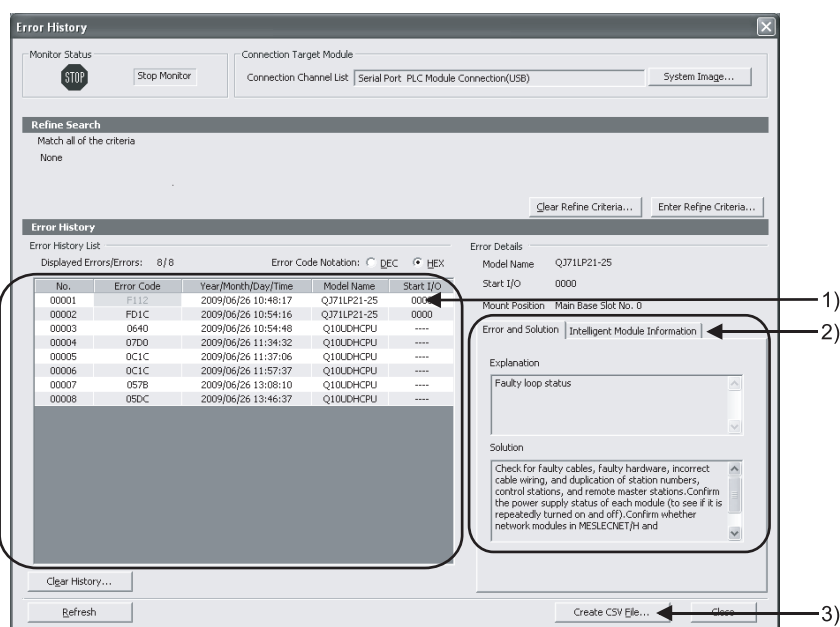 Error History
Monitor Status
STOP
Stop Monitor
Connection Target Module
Connection Channel List
Serial Port PLC Module Connection(USB)
System Image...
Refine Search
Match all of the criteria
None
Clear Refine Criteria...
Enter Refine Criteria...
Error History
Error History List
Displayed Errors/Errors: 8/8
Error Code Notation: DEC HEX
No. Error Code Year/Month/Day/Time Model Name Start I/O
00001 F112 2009/06/26 10:48:17 QJ71LP21-25 0000
00002 FD1C 2009/06/26 10:54:16 QJ71LP21-25 0000
00003 0640 2009/06/26 10:54:48 Q10UDHCPU ----
00004 07D0 2009/06/26 11:34:32 Q10UDHCPU ----
00005 0C1C 2009/06/26 11:37:06 Q10UDHCPU ----
00006 0C1C 2009/06/26 11:57:37 Q10UDHCPU ----
00007 057B 2009/06/26 13:08:10 Q10UDHCPU ----
00008 05DC 2009/06/26 13:46:37 Q10UDHCPU ----
Error Details
Model Name QJ71LP21-25
Start I/O 0000
Mount Position Main Base Slot No. 0
1)
Error and Solution
Intelligent Module Information
2)
Explanation
Faulty loop status
Solution
Check for faulty cables, faulty hardware, incorrect
cable wiring, and duplication of station numbers,
control stations, and remote master stations.Confirm
the power supply status of each module (to see if it is
repeatedly turned on and off).Confirm whether
network modules in MESLECNET/H and
Clear History...
Refresh
Create CSV File...
Close
3)